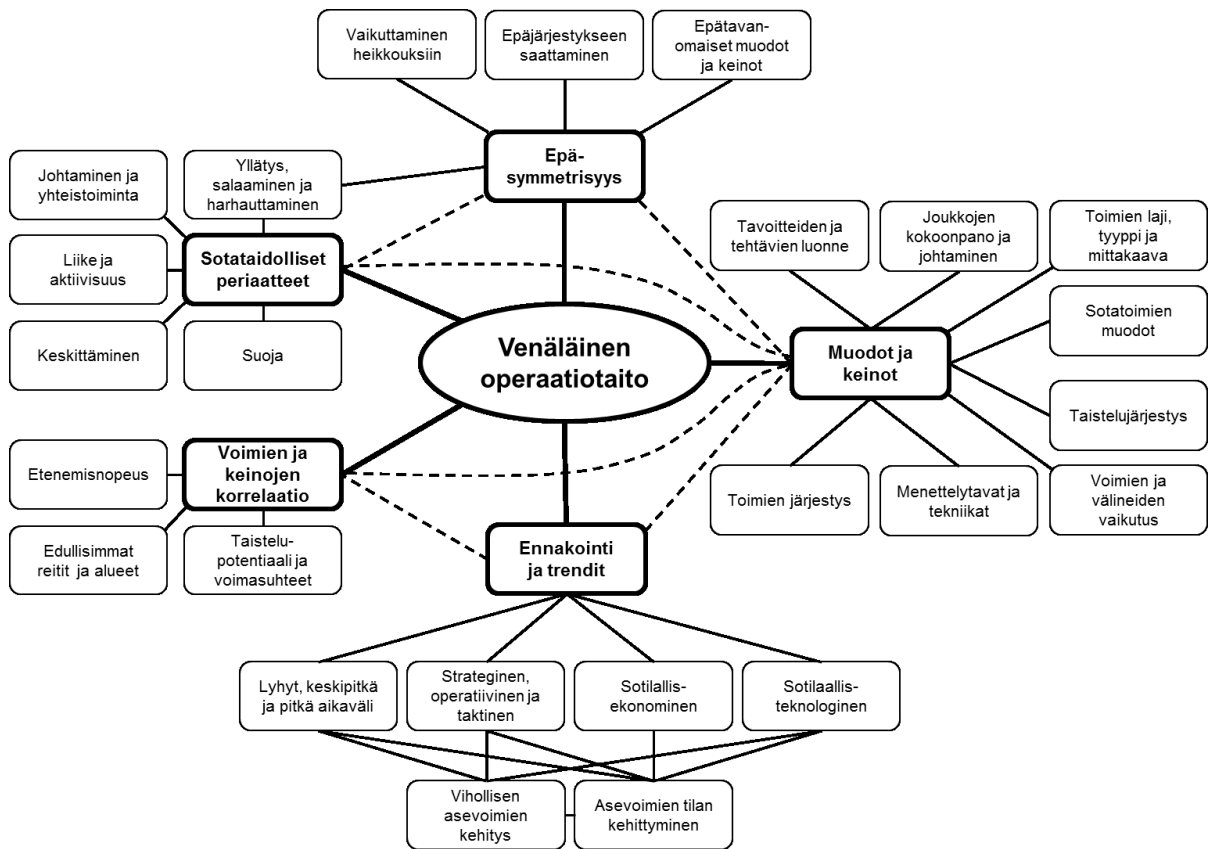 Vaikuttaminen
heikkouksiin
Epäjärjestykseen
saattaminen
Epätavan-
omaiset muodot
ja keinot
Epä-
symmetrisyys
Johtaminen ja
yhteistoiminta
Yllätys,
salaaminen ja
harhauttaminen
Liike ja
aktiivisuus
Sotataidolliset
periaatteet
Keskittäminen
Suoja
Venäläinen
operaatiotaito
Tavoitteiden ja
tehtävien luonne
Joukkojen
kokoonpano ja
johtaminen
Toimien laji,
tyyppi ja
mittakaava
Sotatoimien
muodot
Muodot ja
keinot
Taistelujärjestys
Toimien järjestys
Menettelytavat ja
tekniikat
Voimien ja
välineiden
vaikutus
Etenemisnopeus
Voimien ja
keinojen
korrelaatio
Edullisimmat
reitit ja alueet
Taistelu-
potentiaali ja
voimasuhteet
Ennakointi
ja trendit
Lyhyt, keskipitkä
ja pitkä aikaväli
Strateginen,
operatiivinen ja
taktinen
Sotilallis-
ekonominen
Sotilaallis-
teknologinen
Vihollisen
asevoimien
kehitys
Asevoimien tilan
kehittyminen